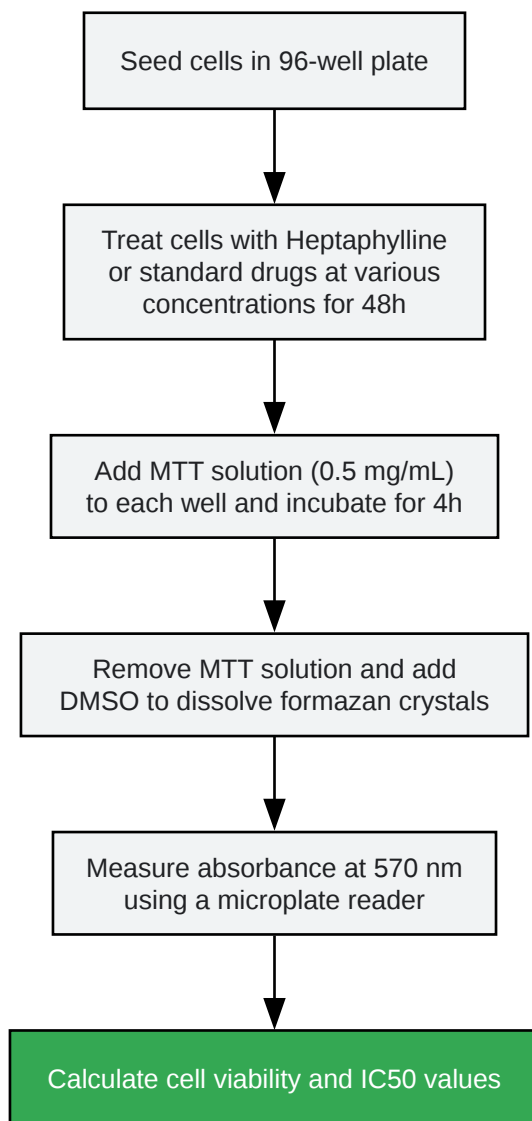 Seed cells in 96-well plate
Treat cells with Heptaphylline
or standard drugs at various
concentrations for 48h
Add MTT solution (0.5 mg/mL)
to each well and incubate for 4h
Remove MTT solution and add
DMSO to dissolve formazan crystals
Measure absorbance at 570 nm
using a microplate reader
Calculate cell viability and IC50 values